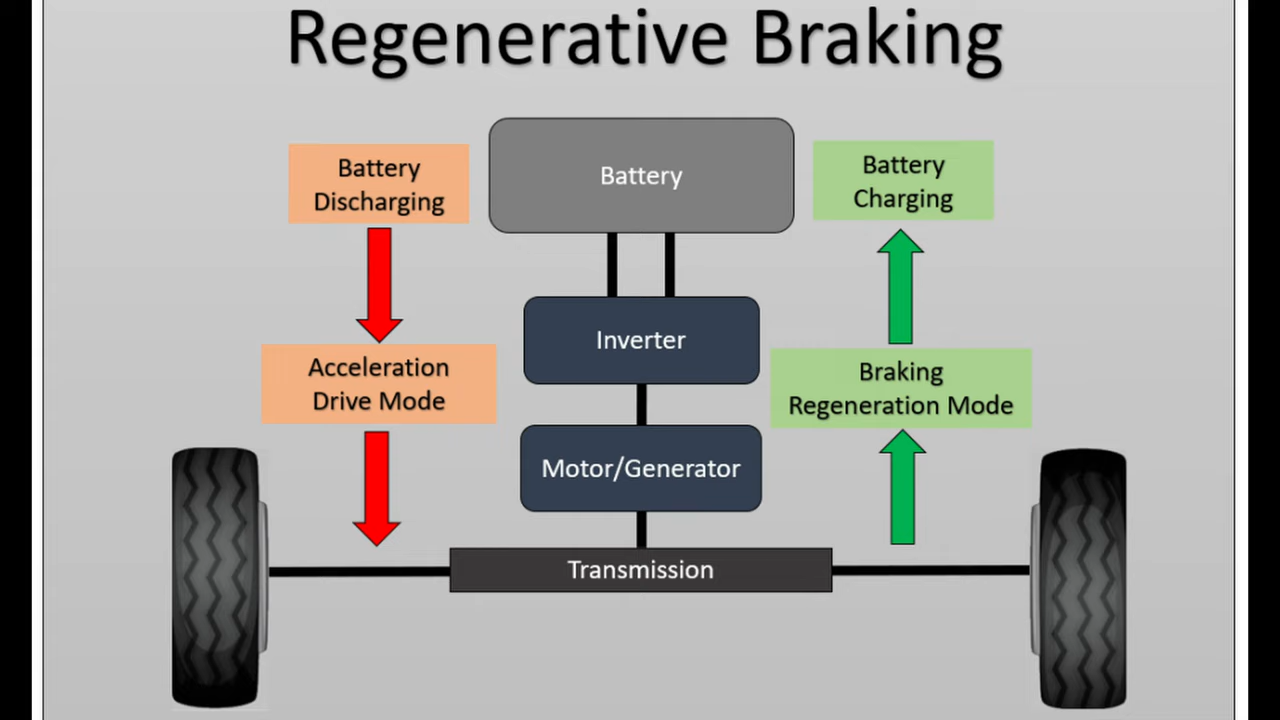 Regenerative Braking
Battery
Discharging
Battery
Battery
Charging
Inverter
Acceleration
Drive Mode
Braking
Regeneration Mode
Motor/Generator
Transmission